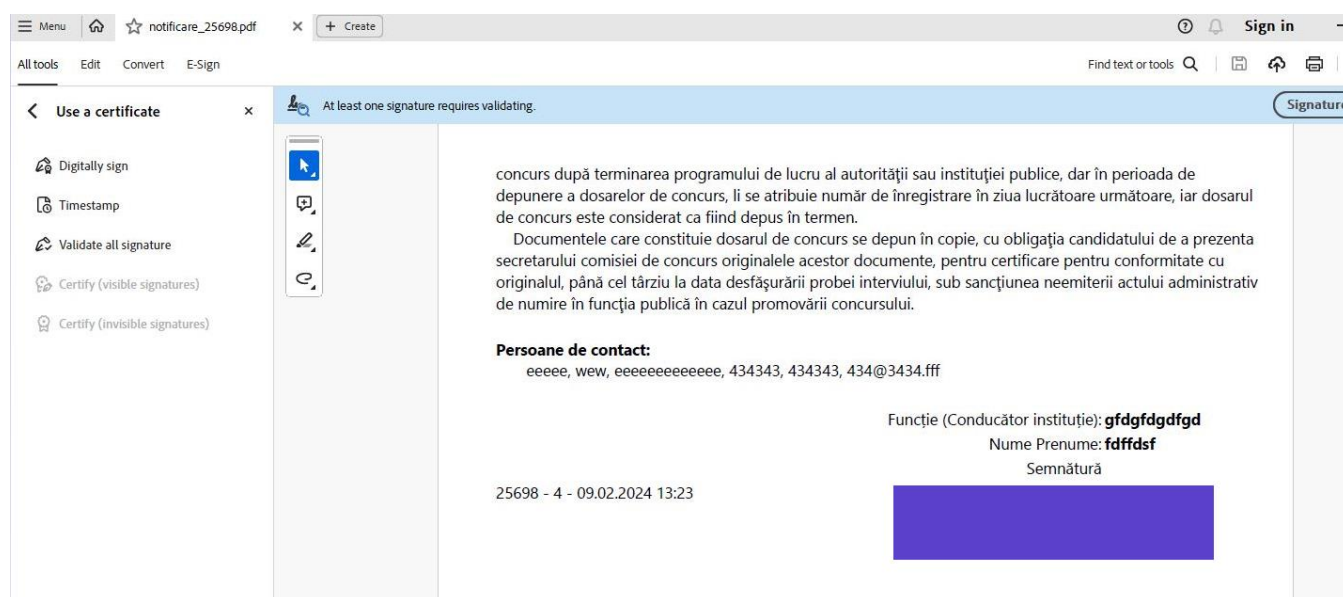 Menu
notificare_25698.pdf
+ Create
Sign in
All tools Edit Convert E-Sign
Find text or tools
Use a certificate
At least one signature requires validating.
Signature
Digitally sign
Timestamp
Validate all signature
Certify (visible signatures)
Certify (invisible signatures)
concurs după terminarea programului de lucru al autorităţii sau instituţiei publice, dar în perioada de
depunere a dosarelor de concurs, li se atribuie număr de înregistrare în ziua lucrătoare următoare, iar dosarul
de concurs este considerat ca fiind depus în termen.
Documentele care constituie dosarul de concurs se depun în copie, cu obligaţia candidatului de a prezenta
secretarului comisiei de concurs originalele acestor documente, pentru certificare pentru conformitate cu
originalul, până cel târziu la data desfăşurării probei interviului, sub sancţiunea neemiterii actului administrativ
de numire în funcţia publică în cazul promovării concursului.
Persoane de contact:
eeeee, wew, eeeeeeeeeeeee, 434343, 434343, 434@3434.fff
Funcție (Conducător instituție): gfdgfdgdfgd
Nume Prenume: fdffdsf
Semnătură
25698 - 4 - 09.02.2024 13:23